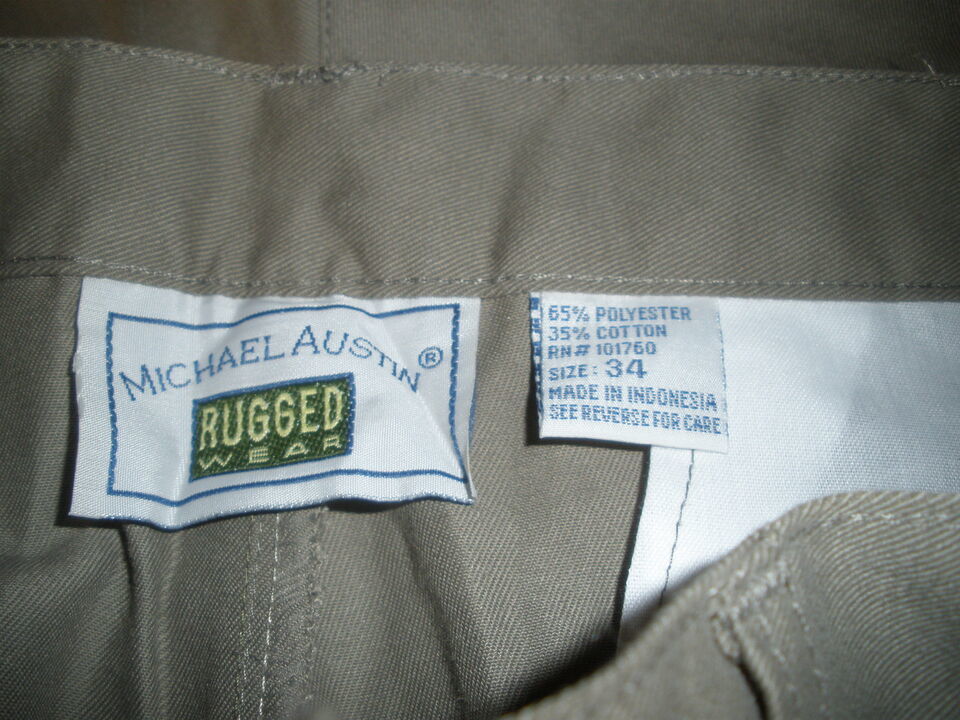 MICHAEL AUSTIN®
RUGGED
WEAR
65% POLYESTER
35% COTTON
RN# 101760
SIZE: 34
MADE IN INDONESIA
SEE REVERSE FOR CARE